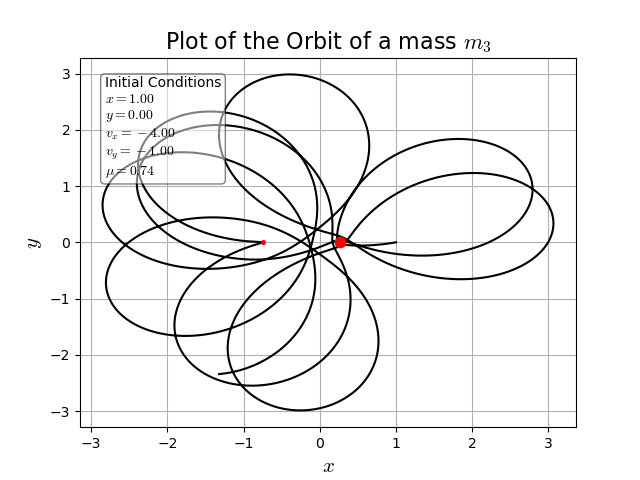 Plot of the Orbit of a mass m₃
Initial Conditions
x = 1.00
y = 0.00
vₓ = −4.00
v_y = −1.00
μ = 0.74
3
2
1
0
−1
−2
−3
y
−3 −2 −1 0 1 2 3
x